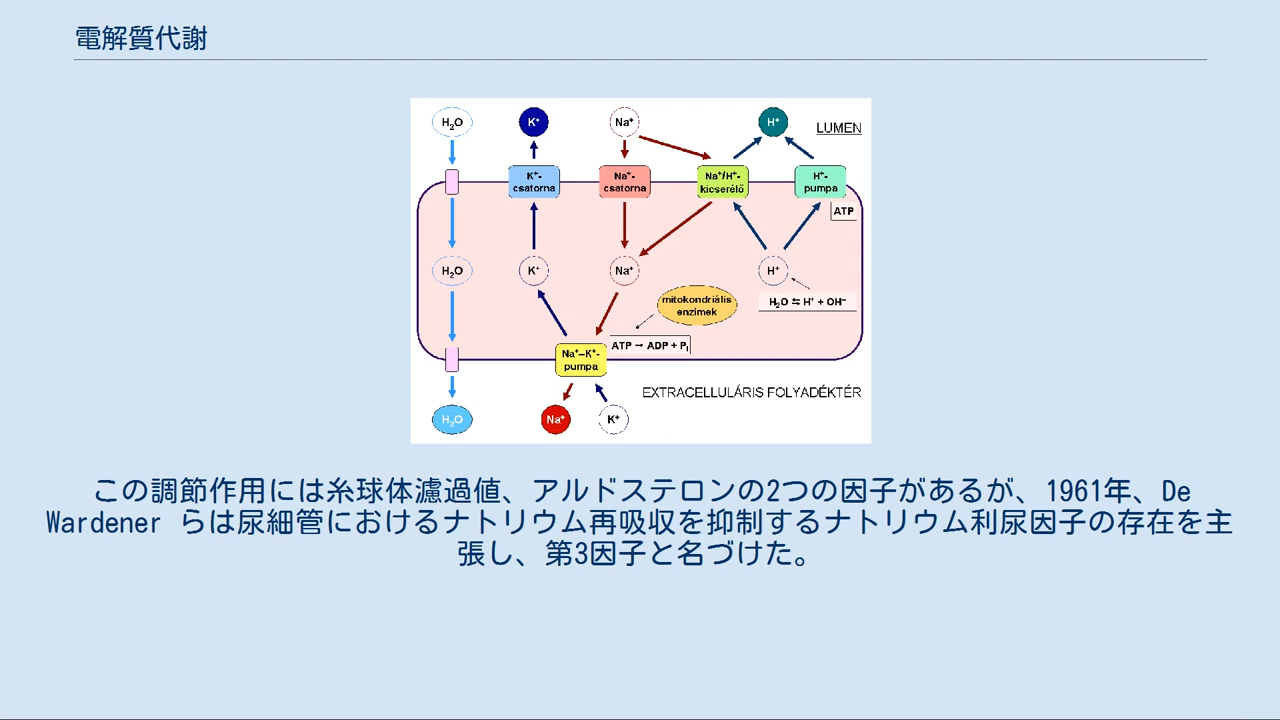 電解質代謝
H₂O K⁺ Na⁺ H⁺ LUMEN
K⁺-
csatorna
Na⁺-
csatorna
Na⁺/H⁺-
kicserélő
H⁺-
pumpa
ATP
H₂O K⁺ Na⁺ H⁺
mitokondriális
enzimek
H₂O ⇆ H⁺ + OH⁻
ATP → ADP + Pᵢ
Na⁺–K⁺-
pumpa
EXTRACELLULÁRIS FOLYADÉKTÉR
H₂O Na⁺ K⁺
この調節作用には糸球体濾過値、アルドステロンの2つの因子があるが、1961年、De
Wardener らは尿細管におけるナトリウム再吸収を抑制するナトリウム利尿因子の存在を主
張し、第3因子と名づけた。